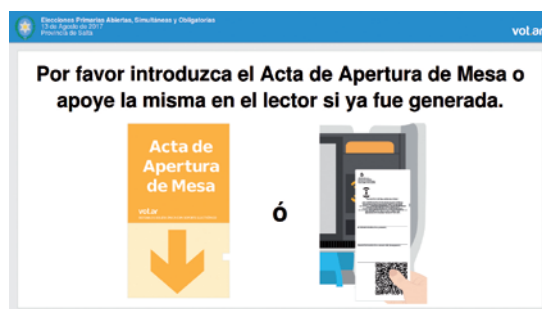 Elecciones Primarias Abiertas, Simultáneas y Obligatorias
13 de Agosto de 2017
Provincia de Salta
vot.ar
Por favor introduzca el Acta de Apertura de Mesa o
apoye la misma en el lector si ya fue generada.
Acta de
Apertura
de Mesa
vot.ar
ó